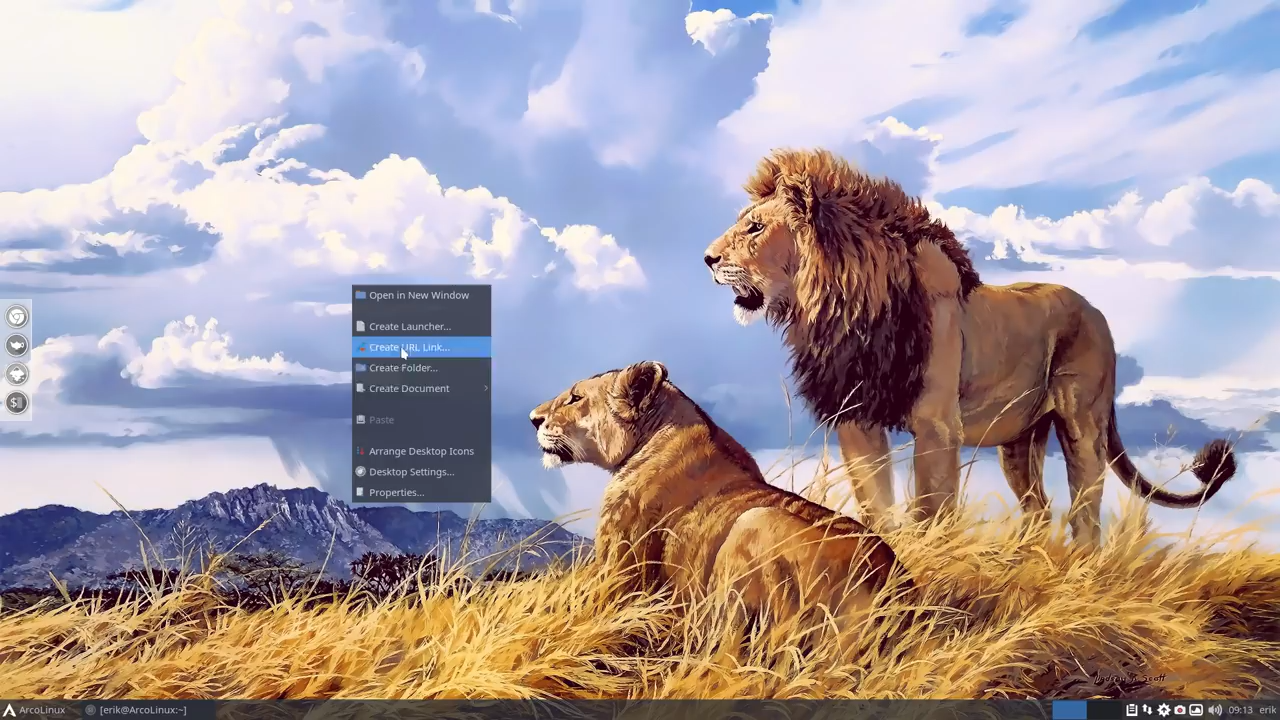 Open in New Window
Create Launcher...
Create URL Link...
Create Folder...
Create Document
Paste
Arrange Desktop Icons
Desktop Settings...
Properties...
ArcoLinux
[erik@ArcoLinux:~]
09:13
erik